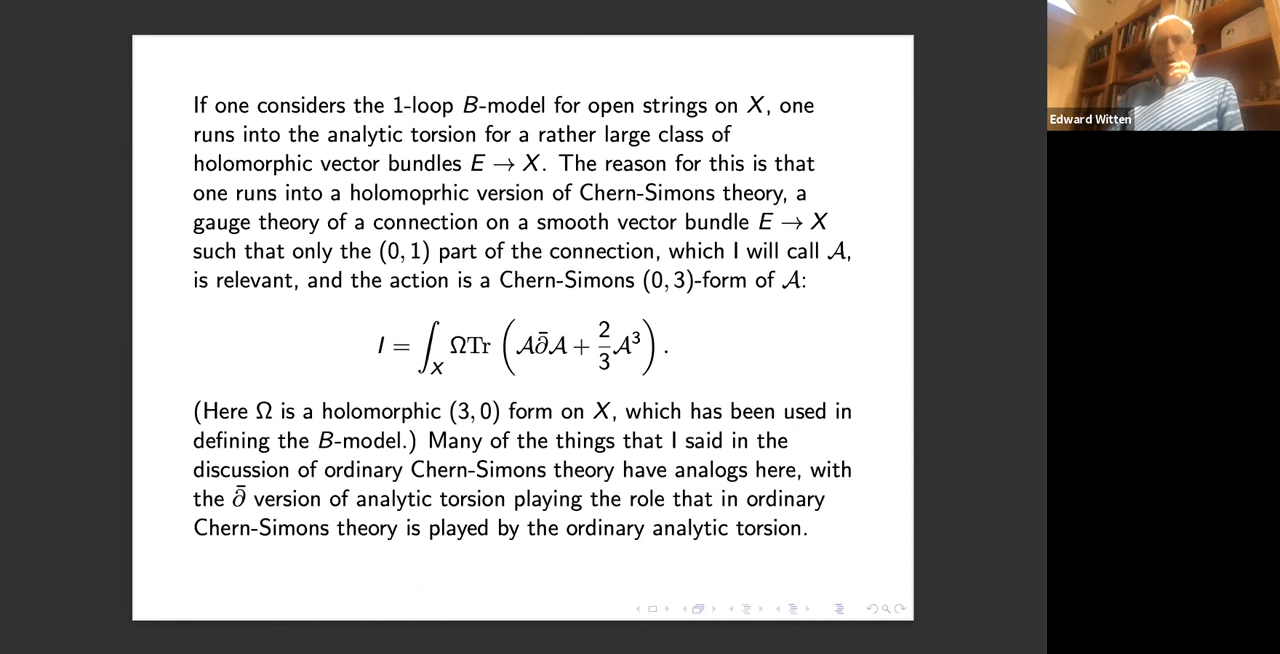 If one considers the 1-loop B-model for open strings on X, one
runs into the analytic torsion for a rather large class of
holomorphic vector bundles E → X. The reason for this is that
one runs into a holomoprhic version of Chern-Simons theory, a
gauge theory of a connection on a smooth vector bundle E → X
such that only the (0, 1) part of the connection, which I will call 𝒜,
is relevant, and the action is a Chern-Simons (0, 3)-form of 𝒜:
I = ∫_X ΩTr (𝒜∂̄𝒜 + 2/3 𝒜³).
(Here Ω is a holomorphic (3, 0) form on X, which has been used in
defining the B-model.) Many of the things that I said in the
discussion of ordinary Chern-Simons theory have analogs here, with
the ∂̄ version of analytic torsion playing the role that in ordinary
Chern-Simons theory is played by the ordinary analytic torsion.
Edward Witten